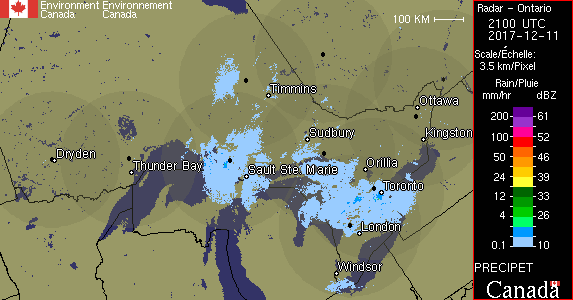 Environment Environnement
Canada Canada
100 KM
Timmins
Ottawa
Sudbury
Kingston
Dryden
Thunder Bay
Sault Ste. Marie
Orillia
Toronto
London
Windsor
Radar - Ontario
2100 UTC
2017-12-11
Scale/Échelle:
3.5 km/Pixel
Rain/Pluie
mm/hr dBZ
200 61
100 52
50 46
24 39
12 33
4 26
0.1 10
PRECIPET
Canada